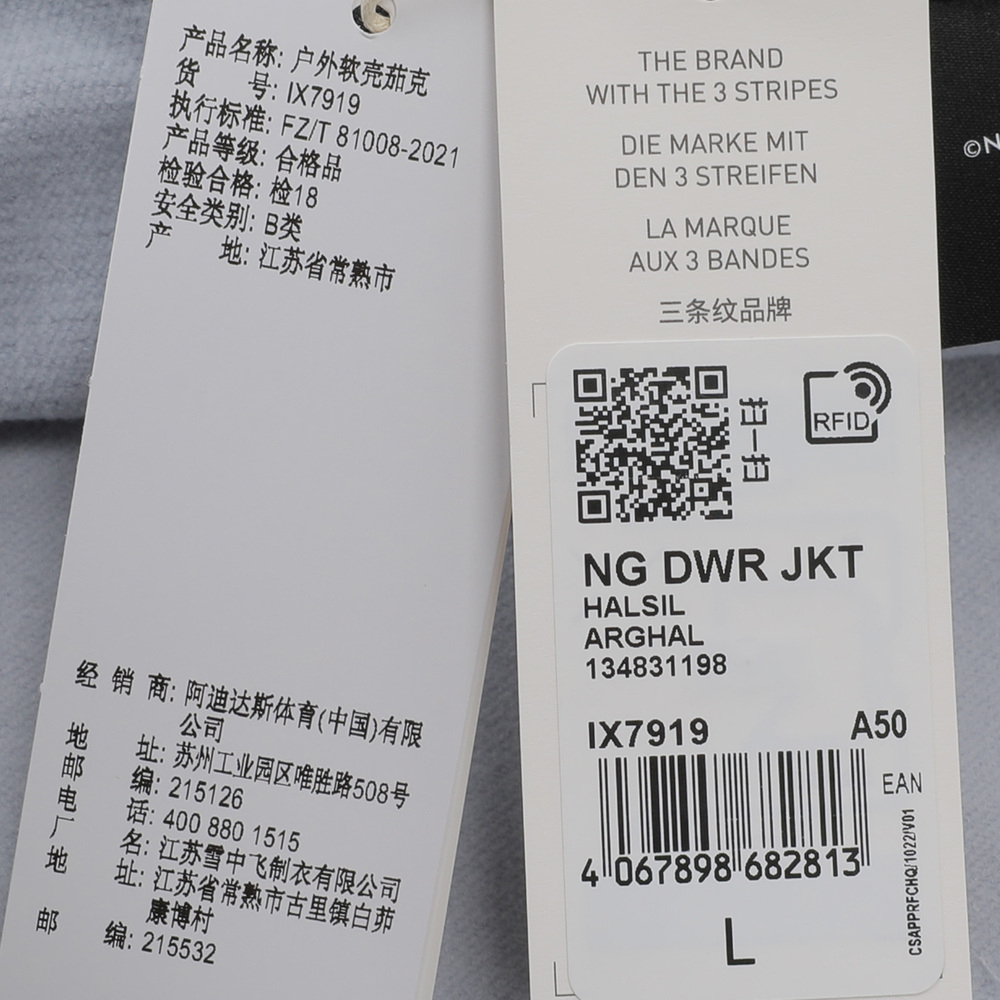 产品名称: 户外软壳茄克
货 号: IX7919
执行标准: FZ/T 81008-2021
产品等级: 合格品
检验合格: 检18
安全类别: B类
产 地: 江苏省常熟市
经 销 商: 阿迪达斯体育(中国)有限
公司
地 址: 苏州工业园区唯胜路508号
邮 编: 215126
电 话: 400 880 1515
厂 名: 江苏雪中飞制衣有限公司
地 址: 江苏省常熟市古里镇白茆
康博村
邮 编: 215532
THE BRAND
WITH THE 3 STRIPES
DIE MARKE MIT
DEN 3 STREIFEN
LA MARQUE
AUX 3 BANDES
三条纹品牌
扫一扫
RFID
NG DWR JKT
HALSIL
ARGHAL
134831198
IX7919 A50
EAN
4 067898 682813
CSAPPRFCHQ/1022/V01
L
©N